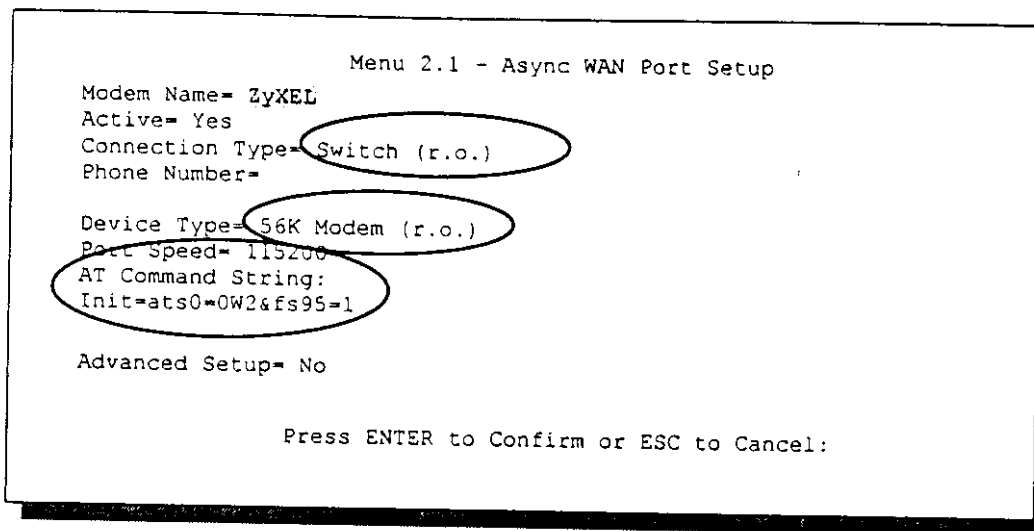 Menu 2.1 - Async WAN Port Setup
Modem Name= ZyXEL
Active= Yes
Connection Type= Switch (r.o.)
Phone Number=
Device Type= 56K Modem (r.o.)
Port Speed= 115200
AT Command String:
Init=ats0=0W2&fs95=1
Advanced Setup= No
Press ENTER to Confirm or ESC to Cancel: